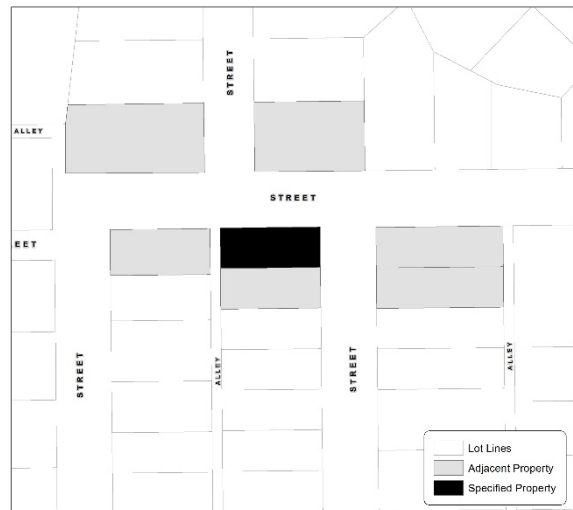 STREET
ALLEY
STREET
EET
STREET
ALLEY
STREET
ALLEY
Lot Lines
Adjacent Property
Specified Property